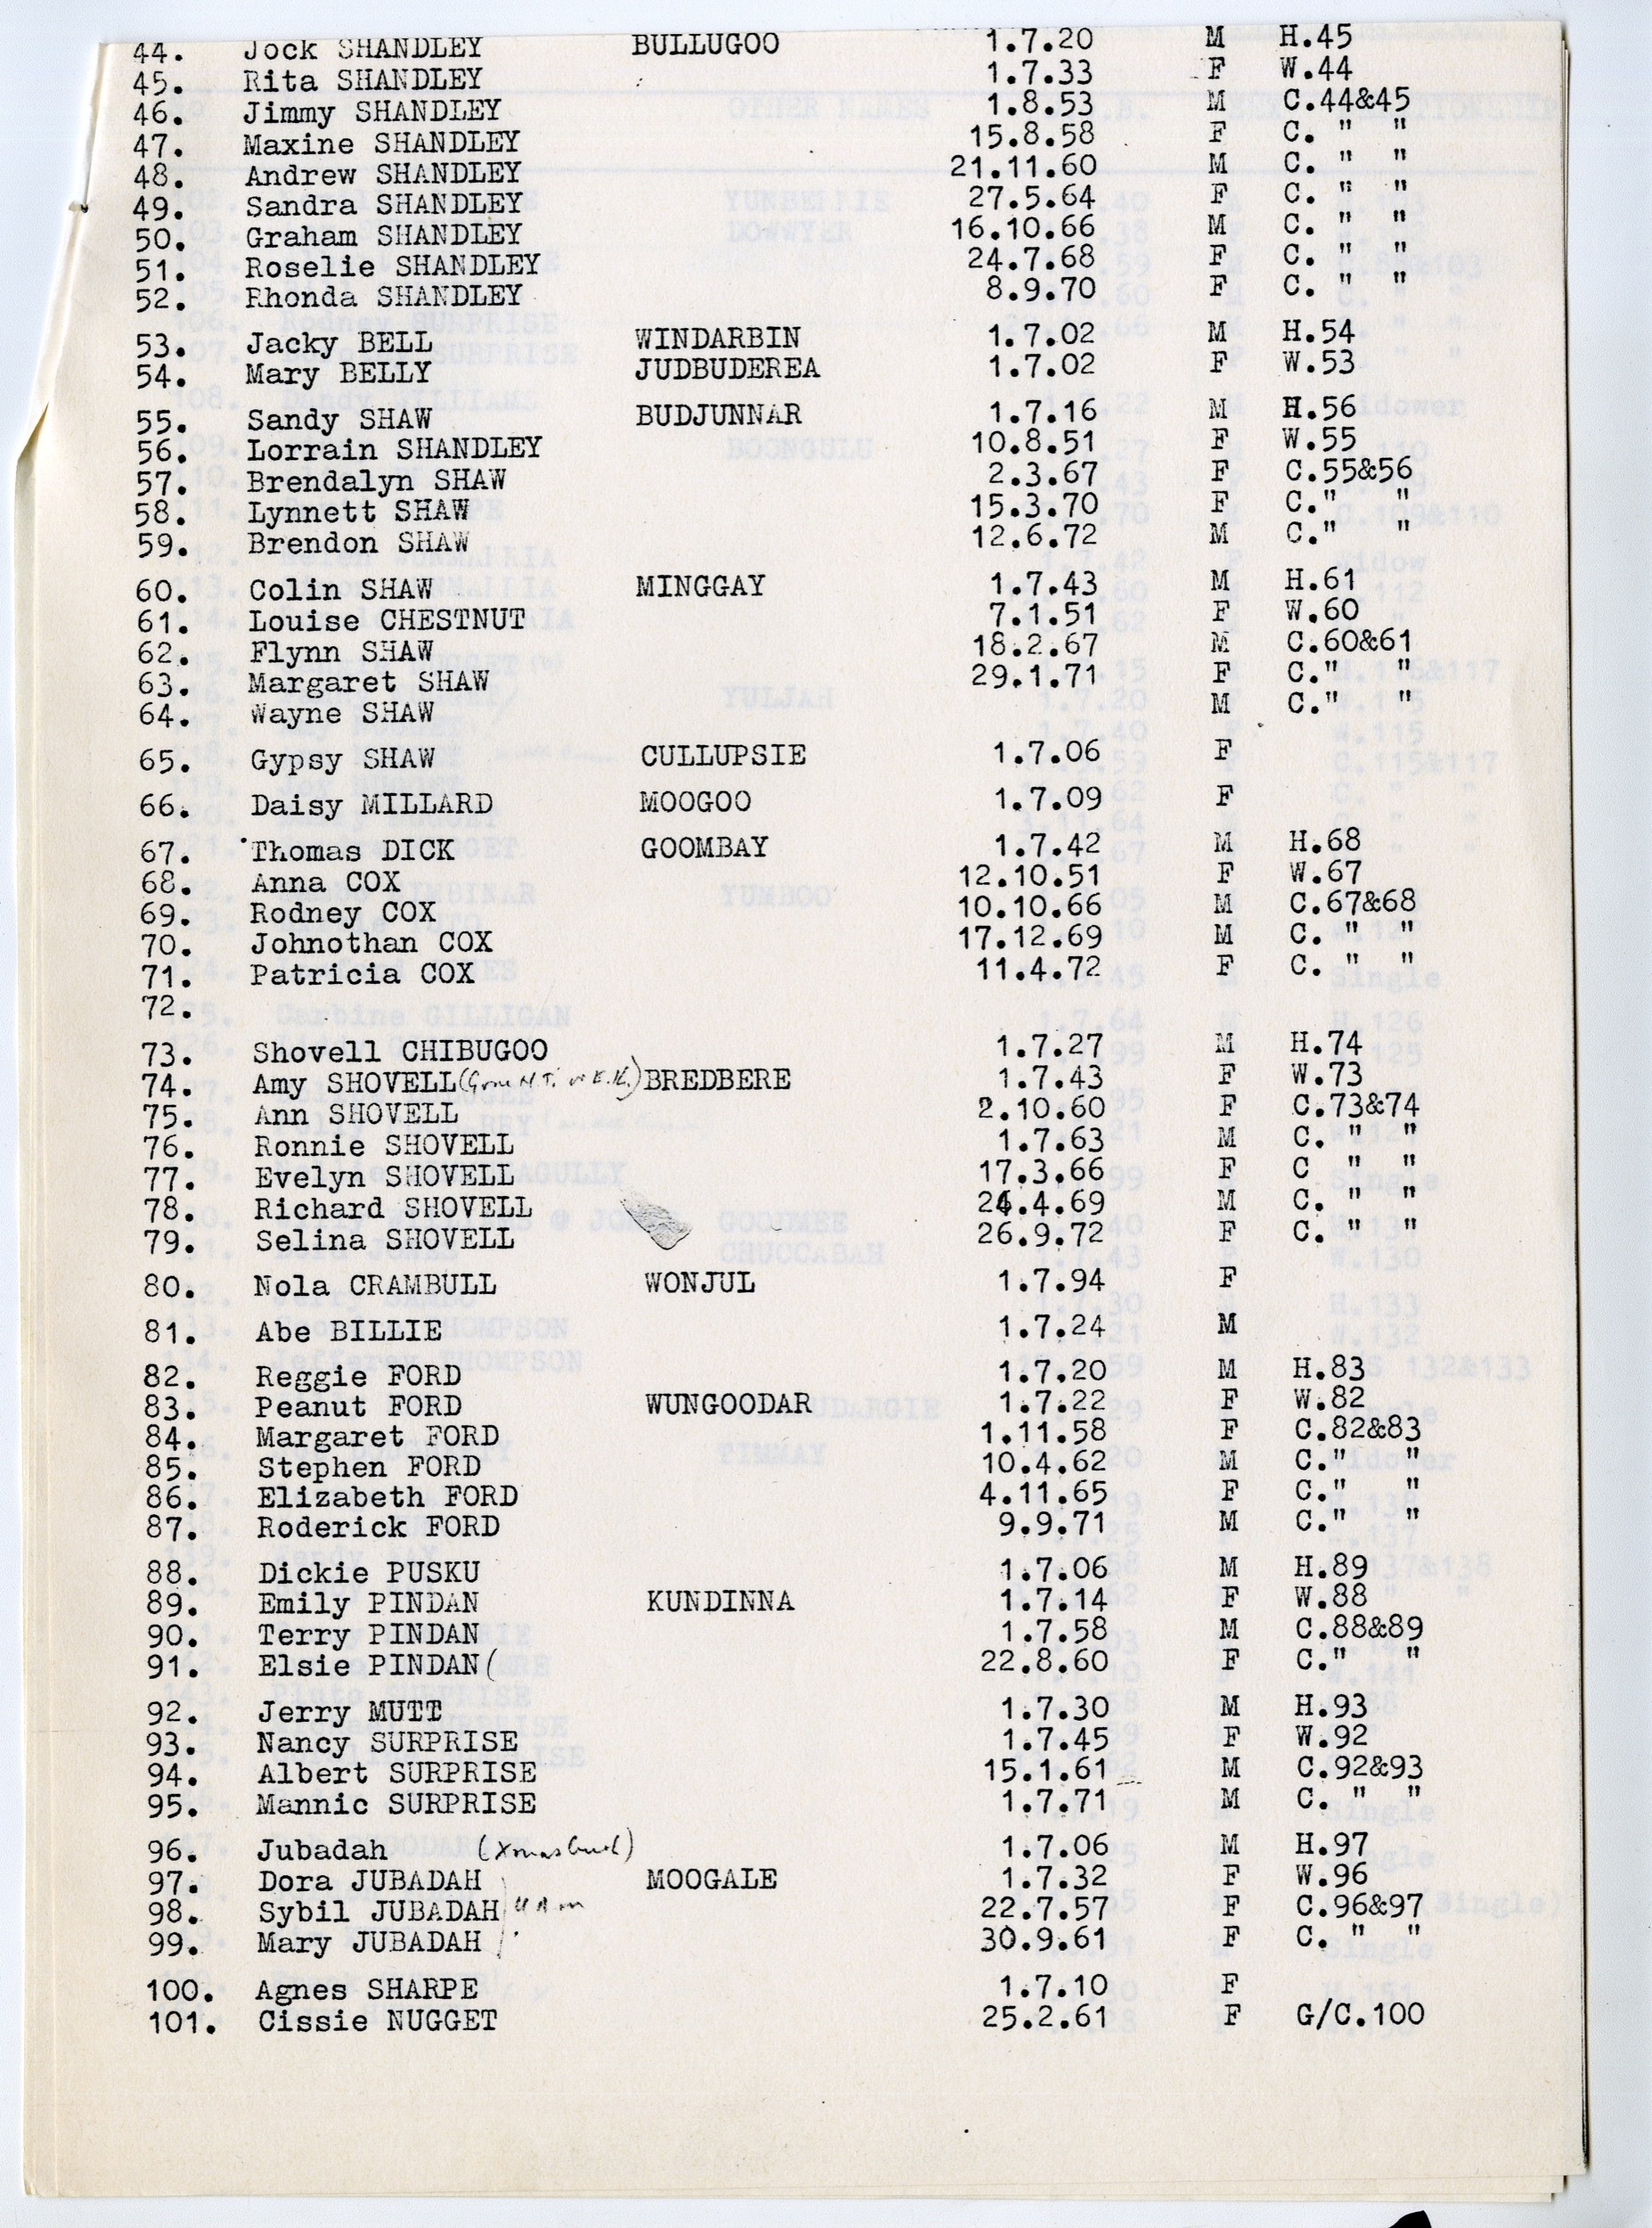 44. Jock SHANDLEY BULLUGOO 1.7.20 M H.45
45. Rita SHANDLEY 1.7.33 F W.44
46. Jimmy SHANDLEY 1.8.53 M C.44&45
47. Maxine SHANDLEY 15.8.58 F C. " "
48. Andrew SHANDLEY 21.11.60 M C. " "
49. Sandra SHANDLEY 27.5.64 F C. " "
50. Graham SHANDLEY 16.10.66 M C. " "
51. Roselie SHANDLEY 24.7.68 F C. " "
52. Rhonda SHANDLEY 8.9.70 F C. " "
53. Jacky BELL WINDARBIN 1.7.02 M H.54
54. Mary BELLY JUDBUDEREA 1.7.02 F W.53
55. Sandy SHAW BUDJUNNAR 1.7.16 M H.56
56. Lorrain SHANDLEY 10.8.51 F W.55
57. Brendalyn SHAW 2.3.67 F C.55&56
58. Lynnett SHAW 15.3.70 F C." "
59. Brendon SHAW 12.6.72 M C." "
60. Colin SHAW MINGGAY 1.7.43 M H.61
61. Louise CHESTNUT 7.1.51 F W.60
62. Flynn SHAW 18.2.67 M C.60&61
63. Margaret SHAW 29.1.71 F C." "
64. Wayne SHAW M C." "
65. Gypsy SHAW CULLUPSIE 1.7.06 F
66. Daisy MILLARD MOOGOO 1.7.09 F
67. Thomas DICK GOOMBAY 1.7.42 M H.68
68. Anna COX 12.10.51 F W.67
69. Rodney COX 10.10.66 M C.67&68
70. Johnothan COX 17.12.69 M C. " "
71. Patricia COX 11.4.72 F C. " "
72.
73. Shovell CHIBUGOO 1.7.27 M H.74
74. Amy SHOVELL BREDBERE 1.7.43 F W.73
75. Ann SHOVELL 2.10.60 F C.73&74
76. Ronnie SHOVELL 1.7.63 M C. " "
77. Evelyn SHOVELL 17.3.66 F C " "
78. Richard SHOVELL 24.4.69 M C. " "
79. Selina SHOVELL 26.9.72 F C. " "
80. Nola CRAMBULL WONJUL 1.7.94 F
81. Abe BILLIE 1.7.24 M
82. Reggie FORD 1.7.20 M H.83
83. Peanut FORD WUNGOODAR 1.7.22 F W.82
84. Margaret FORD 1.11.58 F C.82&83
85. Stephen FORD 10.4.62 M C." "
86. Elizabeth FORD 4.11.65 F C." "
87. Roderick FORD 9.9.71 M C." "
88. Dickie PUSKU 1.7.06 M H.89
89. Emily PINDAN KUNDINNA 1.7.14 F W.88
90. Terry PINDAN 1.7.58 M C.88&89
91. Elsie PINDAN ( 22.8.60 F C." "
92. Jerry MUTT 1.7.30 M H.93
93. Nancy SURPRISE 1.7.45 F W.92
94. Albert SURPRISE 15.1.61 M C.92&93
95. Mannic SURPRISE 1.7.71 M C. " "
96. Jubadah 1.7.06 M H.97
97. Dora JUBADAH MOOGALE 1.7.32 F W.96
98. Sybil JUBADAH 22.7.57 F C.96&97
99. Mary JUBADAH 30.9.61 F C. " "
100. Agnes SHARPE 1.7.10 F
101. Cissie NUGGET 25.2.61 F G/C.100